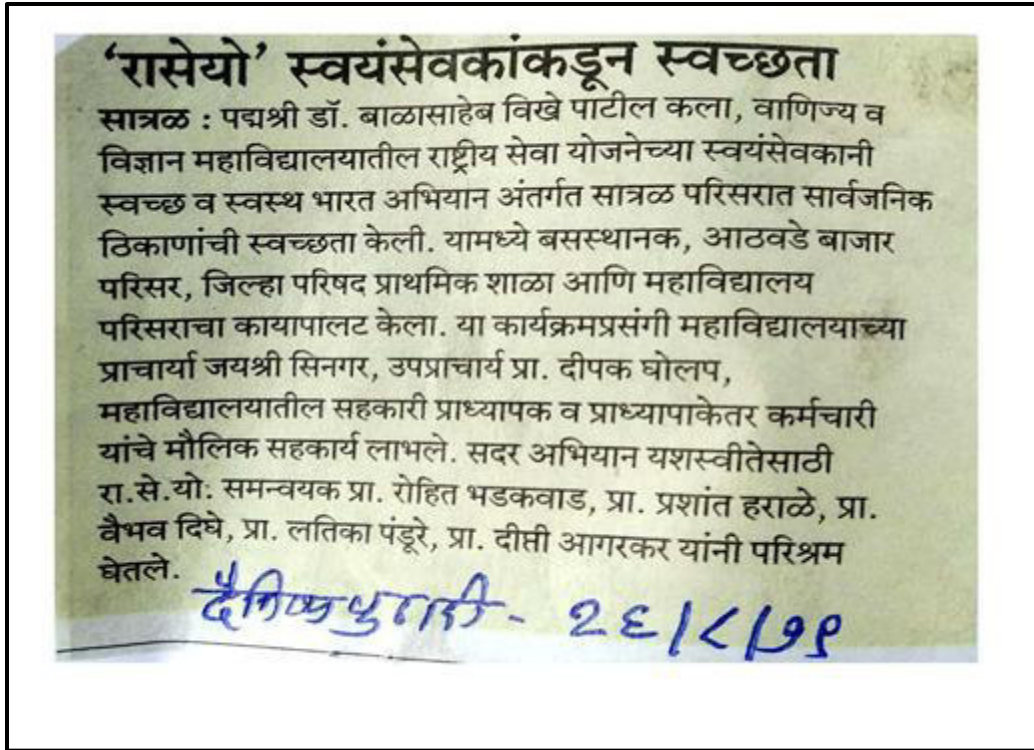 ‘रासेयो’ स्वयंसेवकांकडून स्वच्छता
सात्रळ : पद्मश्री डॉ. बाळासाहेब विखे पाटील कला, वाणिज्य व
विज्ञान महाविद्यालयातील राष्ट्रीय सेवा योजनेच्या स्वयंसेवकानी
स्वच्छ व स्वस्थ भारत अभियान अंतर्गत सात्रळ परिसरात सार्वजनिक
ठिकाणांची स्वच्छता केली. यामध्ये बसस्थानक, आठवडे बाजार
परिसर, जिल्हा परिषद प्राथमिक शाळा आणि महाविद्यालय
परिसराचा कायापालट केला. या कार्यक्रमप्रसंगी महाविद्यालयाच्या
प्राचार्या जयश्री सिनगर, उपप्राचार्य प्रा. दीपक घोलप,
महाविद्यालयातील सहकारी प्राध्यापक व प्राध्यापाकेतर कर्मचारी
यांचे मौलिक सहकार्य लाभले. सदर अभियान यशस्वीतेसाठी
रा.से.यो: समन्वयक प्रा. रोहित भडकवाड, प्रा. प्रशांत हराळे, प्रा.
वैभव दिघे, प्रा. लतिका पंडूरे, प्रा. दीप्ती आगरकर यांनी परिश्रम
घेतले.
दैनिक पुढारी - २६/८/१९